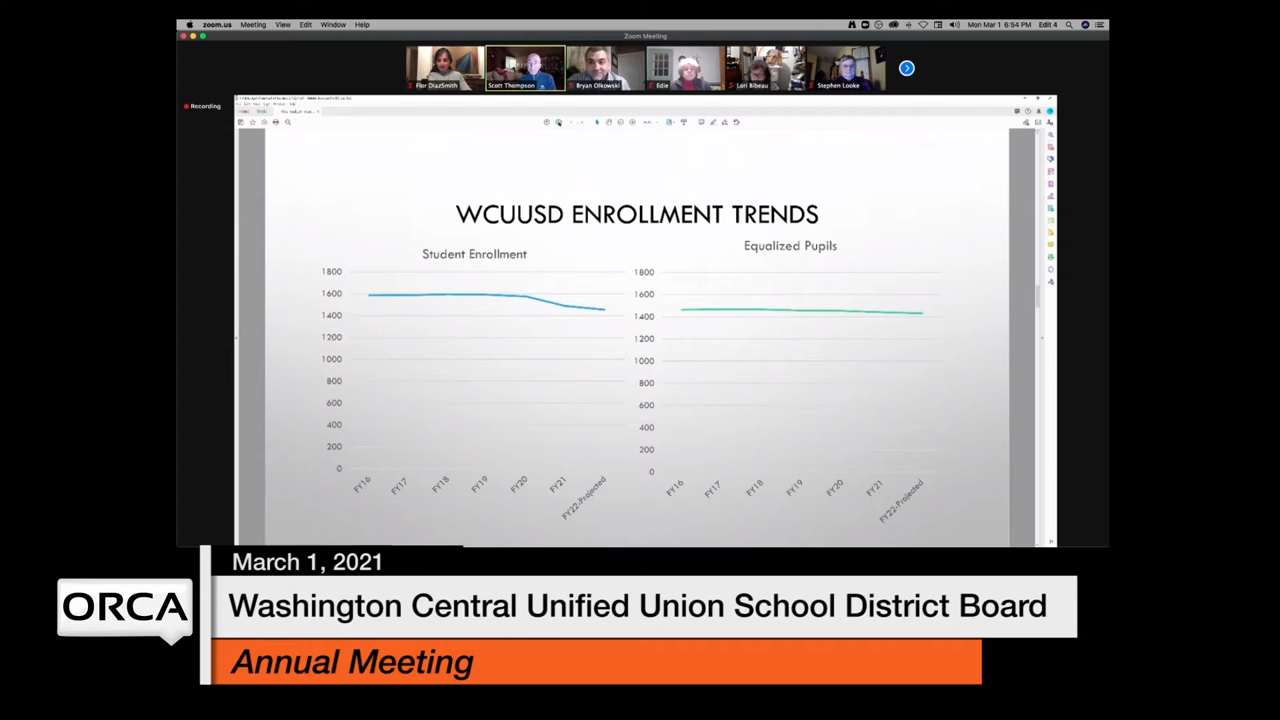 zoom.us Meeting View Edit Window Help
Mon Mar 1 6:54 PM Edit 4
Zoom Meeting
Flor DiazSmith
Scott Thompson
Bryan Olkowski
Edie
Lori Bibeau
Stephen Looke
Recording
WCUUSD ENROLLMENT TRENDS
Student Enrollment
1800
1600
1400
1200
1000
800
600
400
200
0
FY16 FY17 FY18 FY19 FY20 FY21 FY22-Projected
Equalized Pupils
1800
1600
1400
1200
1000
800
600
400
200
0
FY16 FY17 FY18 FY19 FY20 FY21 FY22-Projected
March 1, 2021
ORCA
Washington Central Unified Union School District Board
Annual Meeting